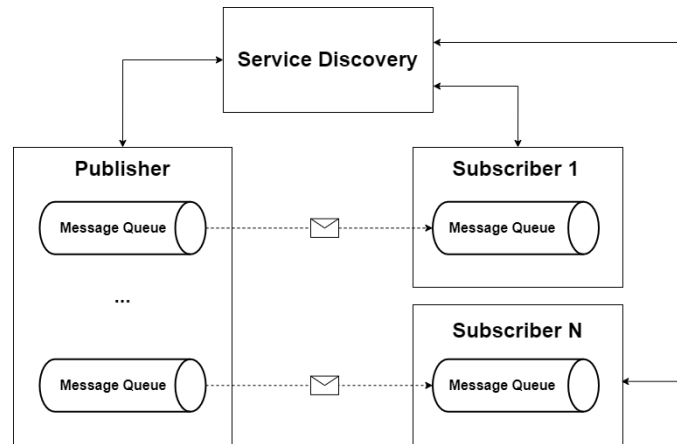 Service Discovery
Publisher
Subscriber 1
Message Queue
Message Queue
...
Subscriber N
Message Queue
Message Queue